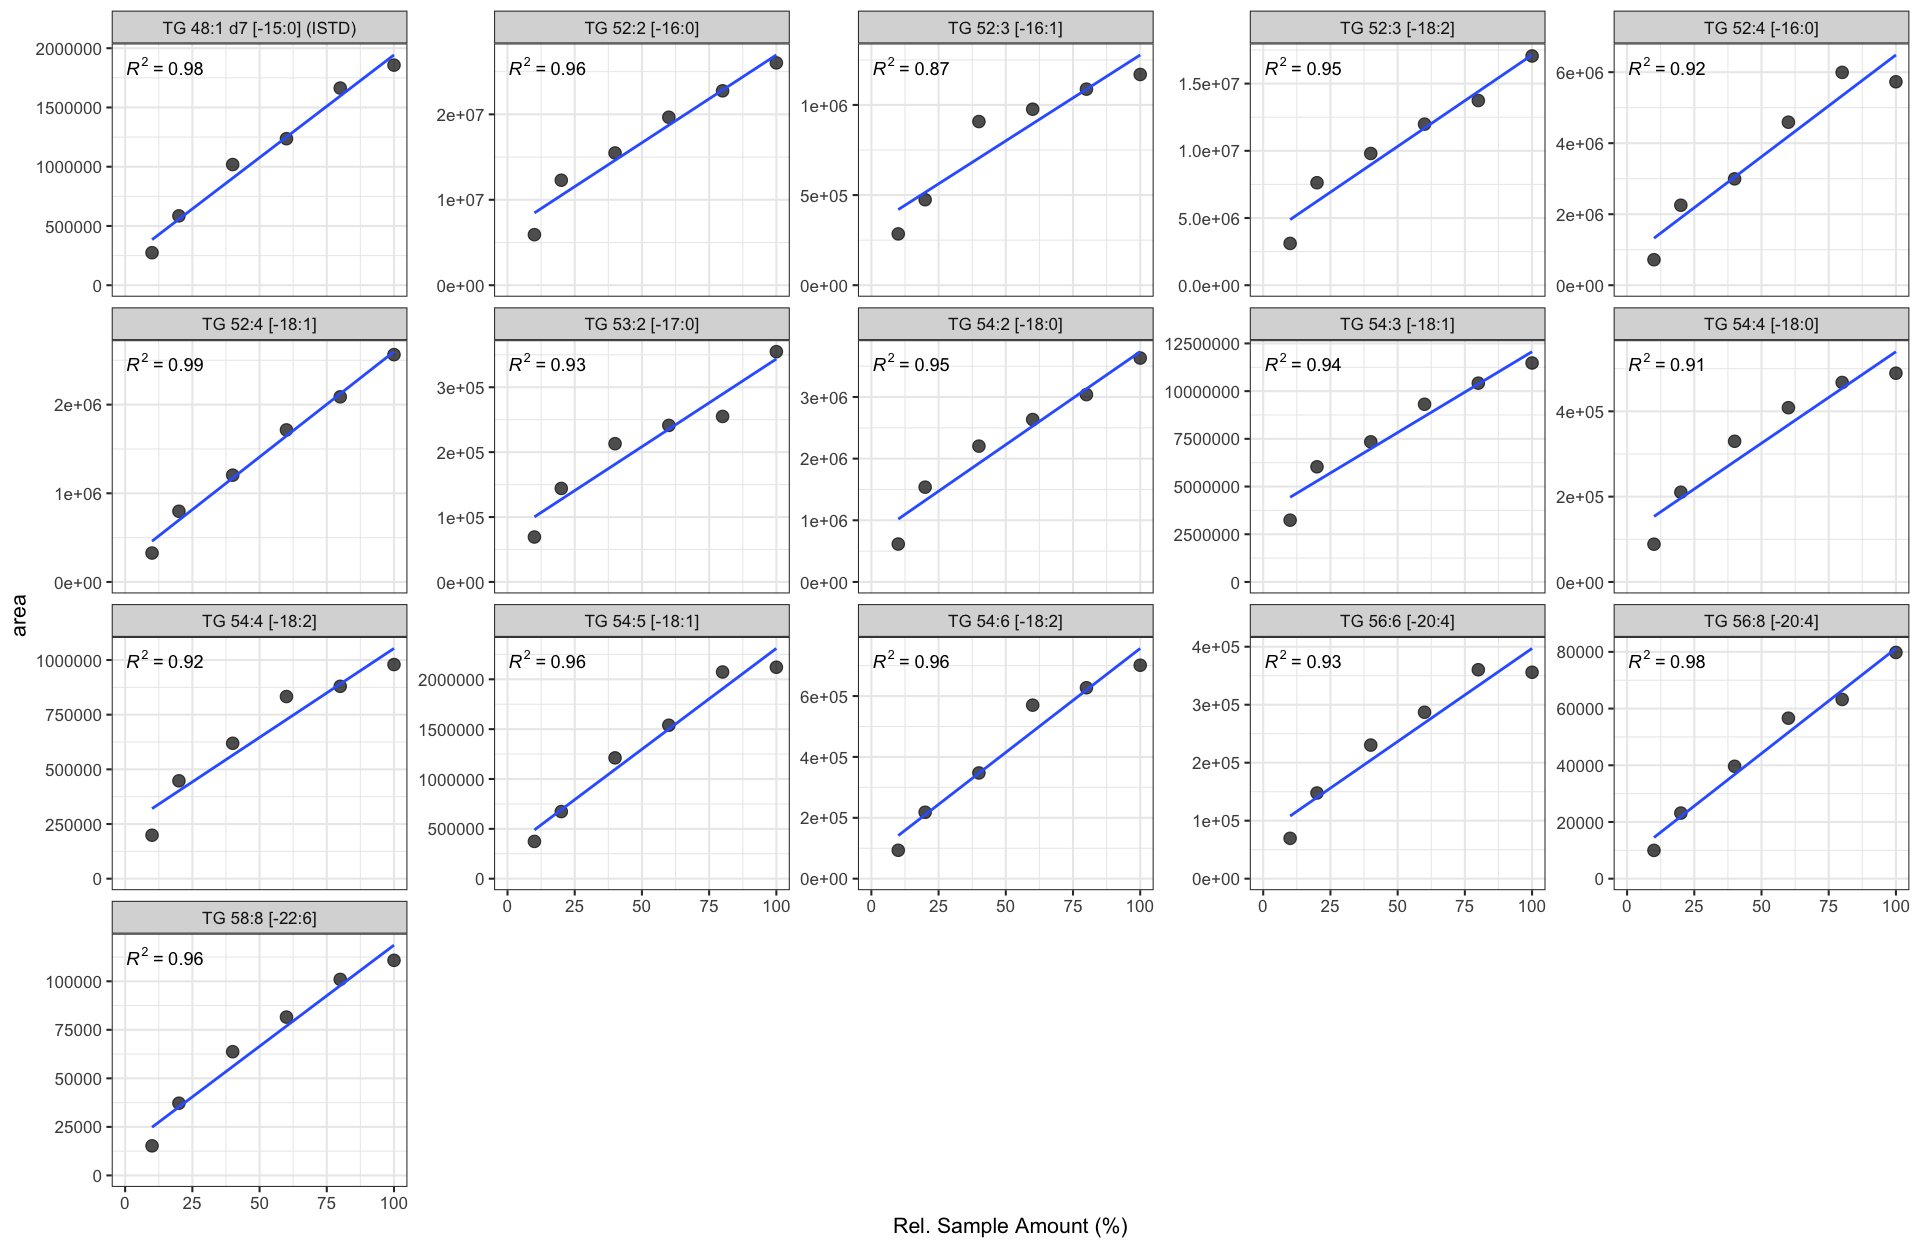 TG 48:1 d7 [-15:0] (ISTD)
R2 = 0.98
2000000
1500000
1000000
500000
0
TG 52:2 [-16:0]
R2 = 0.96
2e+07
1e+07
0e+00
TG 52:3 [-16:1]
R2 = 0.87
1e+06
5e+05
0e+00
TG 52:3 [-18:2]
R2 = 0.95
1.5e+07
1.0e+07
5.0e+06
0.0e+00
TG 52:4 [-16:0]
R2 = 0.92
6e+06
4e+06
2e+06
0e+00
TG 52:4 [-18:1]
R2 = 0.99
2e+06
1e+06
0e+00
TG 53:2 [-17:0]
R2 = 0.93
3e+05
2e+05
1e+05
0e+00
TG 54:2 [-18:0]
R2 = 0.95
3e+06
2e+06
1e+06
0e+00
TG 54:3 [-18:1]
R2 = 0.94
12500000
10000000
7500000
5000000
2500000
0
TG 54:4 [-18:0]
R2 = 0.91
4e+05
2e+05
0e+00
TG 54:4 [-18:2]
R2 = 0.92
1000000
750000
500000
250000
0
TG 54:5 [-18:1]
R2 = 0.96
2000000
1500000
1000000
500000
0
0 25 50 75 100
TG 54:6 [-18:2]
R2 = 0.96
6e+05
4e+05
2e+05
0e+00
0 25 50 75 100
TG 56:6 [-20:4]
R2 = 0.93
4e+05
3e+05
2e+05
1e+05
0e+00
0 25 50 75 100
TG 56:8 [-20:4]
R2 = 0.98
80000
60000
40000
20000
0
0 25 50 75 100
TG 58:8 [-22:6]
R2 = 0.96
100000
75000
50000
25000
0
0 25 50 75 100
area
Rel. Sample Amount (%)